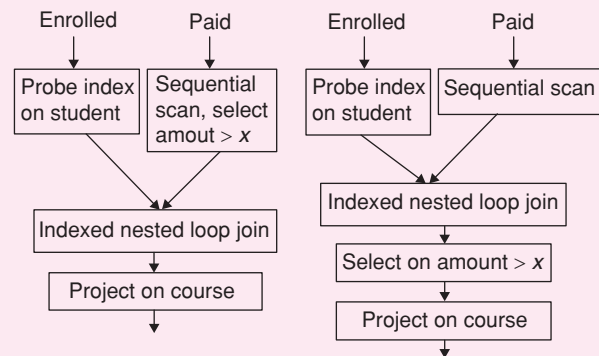 Enrolled
Paid
Probe index
on student
Sequential
scan, select
amout > x
Indexed nested loop join
Project on course
Enrolled
Paid
Probe index
on student
Sequential scan
Indexed nested loop join
Select on amount > x
Project on course